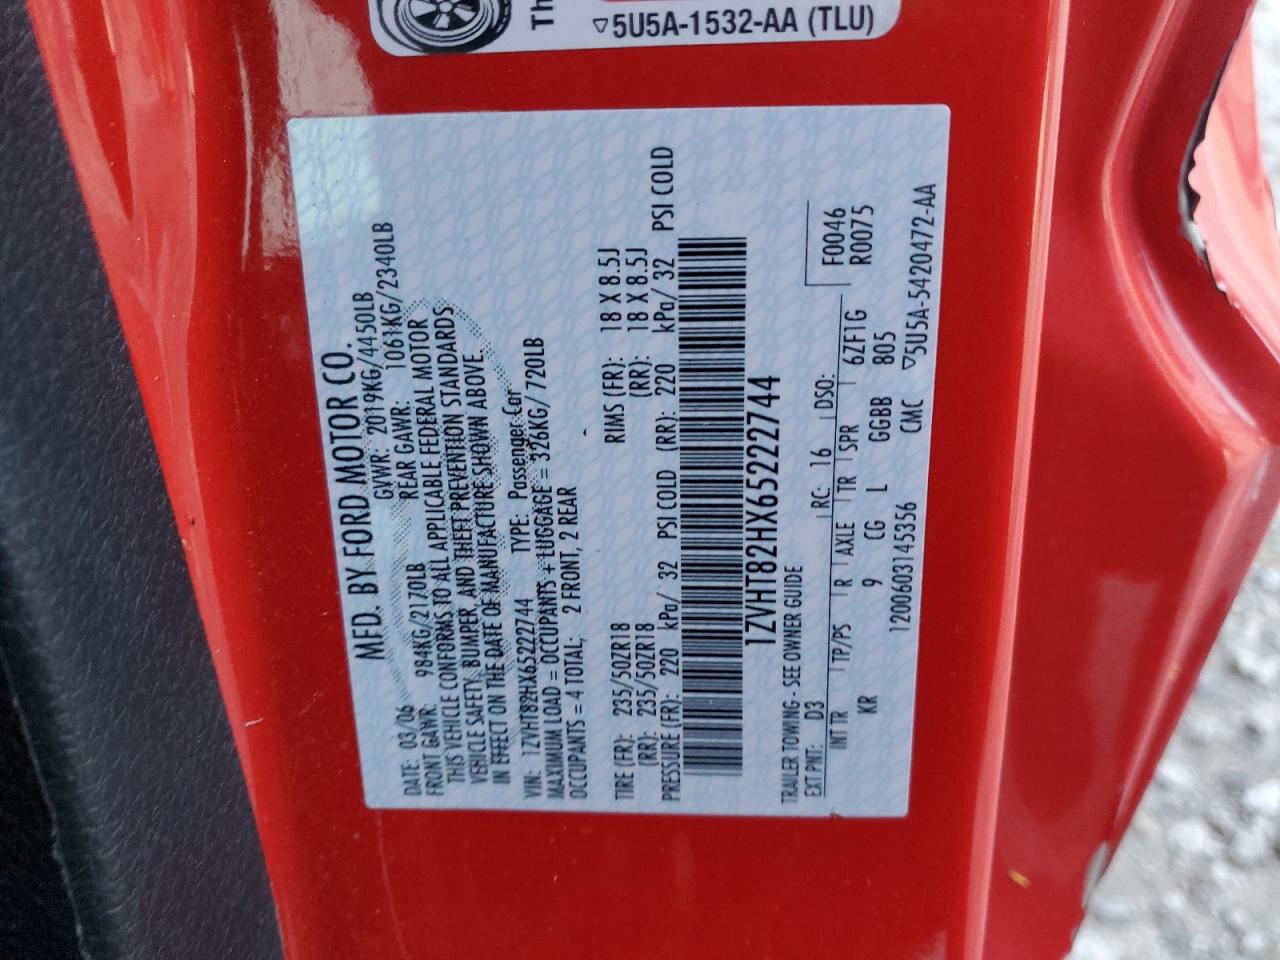 Th
▽5U5A-1532-AA (TLU)
MFD. BY FORD MOTOR CO.
DATE: 03/06 GVWR: 2019KG/4450LB
FRONT GAWR: 984KG/2170LB REAR GAWR: 1061KG/2340LB
THIS VEHICLE CONFORMS TO ALL APPLICABLE FEDERAL MOTOR
VEHICLE SAFETY, BUMPER, AND THEFT PREVENTION STANDARDS
IN EFFECT ON THE DATE OF MANUFACTURE SHOWN ABOVE.
VIN: 1ZVHT82HX65222744 TYPE: Passenger Car
MAXIMUM LOAD = OCCUPANTS + LUGGAGE = 326KG/720LB
OCCUPANTS = 4 TOTAL; 2 FRONT, 2 REAR
TIRE (FR): 235/50ZR18 RIMS (FR): 18 X 8.5J
(RR): 235/50ZR18 (RR): 18 X 8.5J
PRESSURE (FR): 220 kPa/ 32 PSI COLD (RR): 220 kPa/ 32 PSI COLD
1ZVHT82HX65222744
TRAILER TOWING - SEE OWNER GUIDE
EXT PNT: D3 RC: 16 DSO: F0046
INT TR TP/PS R AXLE TR SPR 6ZF1G R0075
KR 9 CG L GGBB 805
1200603145356 CMC ▽5U5A-5420472-AA